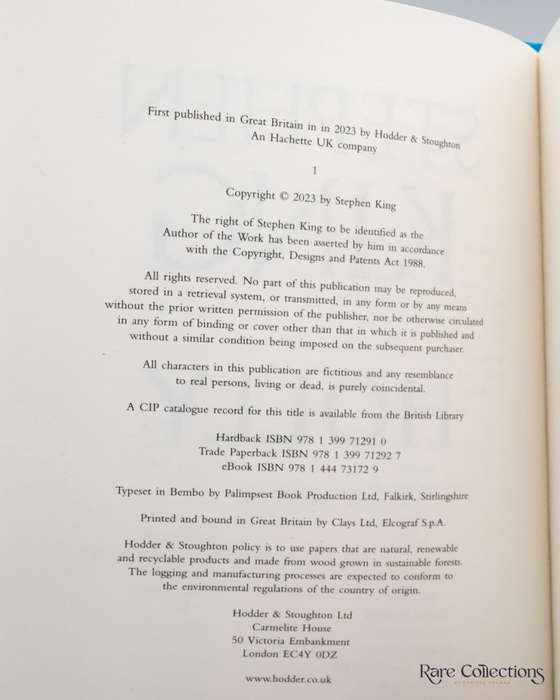 First published in Great Britain in in 2023 by Hodder & Stoughton
An Hachette UK company
1
Copyright © 2023 by Stephen King
The right of Stephen King to be identified as the
Author of the Work has been asserted by him in accordance
with the Copyright, Designs and Patents Act 1988.
All rights reserved. No part of this publication may be reproduced,
stored in a retrieval system, or transmitted, in any form or by any means
without the prior written permission of the publisher, nor be otherwise circulated
in any form of binding or cover other than that in which it is published and
without a similar condition being imposed on the subsequent purchaser.
All characters in this publication are fictitious and any resemblance
to real persons, living or dead, is purely coincidental.
A CIP catalogue record for this title is available from the British Library
Hardback ISBN 978 1 399 71291 0
Trade Paperback ISBN 978 1 399 71292 7
eBook ISBN 978 1 444 73172 9
Typeset in Bembo by Palimpsest Book Production Ltd, Falkirk, Stirlingshire
Printed and bound in Great Britain by Clays Ltd, Elcograf S.p.A.
Hodder & Stoughton policy is to use papers that are natural, renewable
and recyclable products and made from wood grown in sustainable forests.
The logging and manufacturing processes are expected to conform to
the environmental regulations of the country of origin.
Hodder & Stoughton Ltd
Carmelite House
50 Victoria Embankment
London EC4Y 0DZ
www.hodder.co.uk
Rare Collections